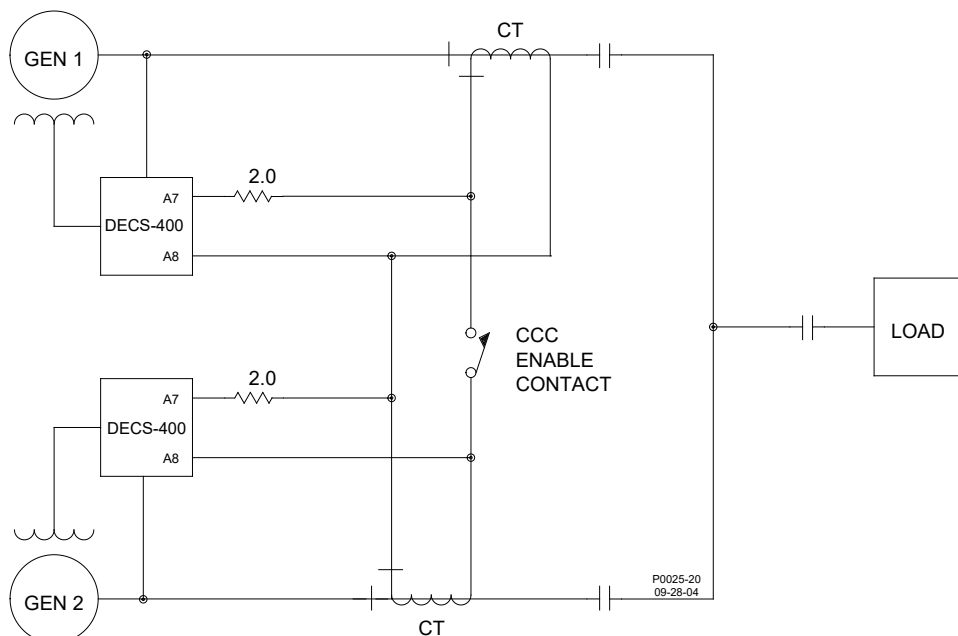 CT
GEN 1
2.0
A7
DECS-400
A8
CCC
ENABLE
CONTACT
LOAD
2.0
A7
DECS-400
A8
P0025-20
09-28-04
GEN 2
CT